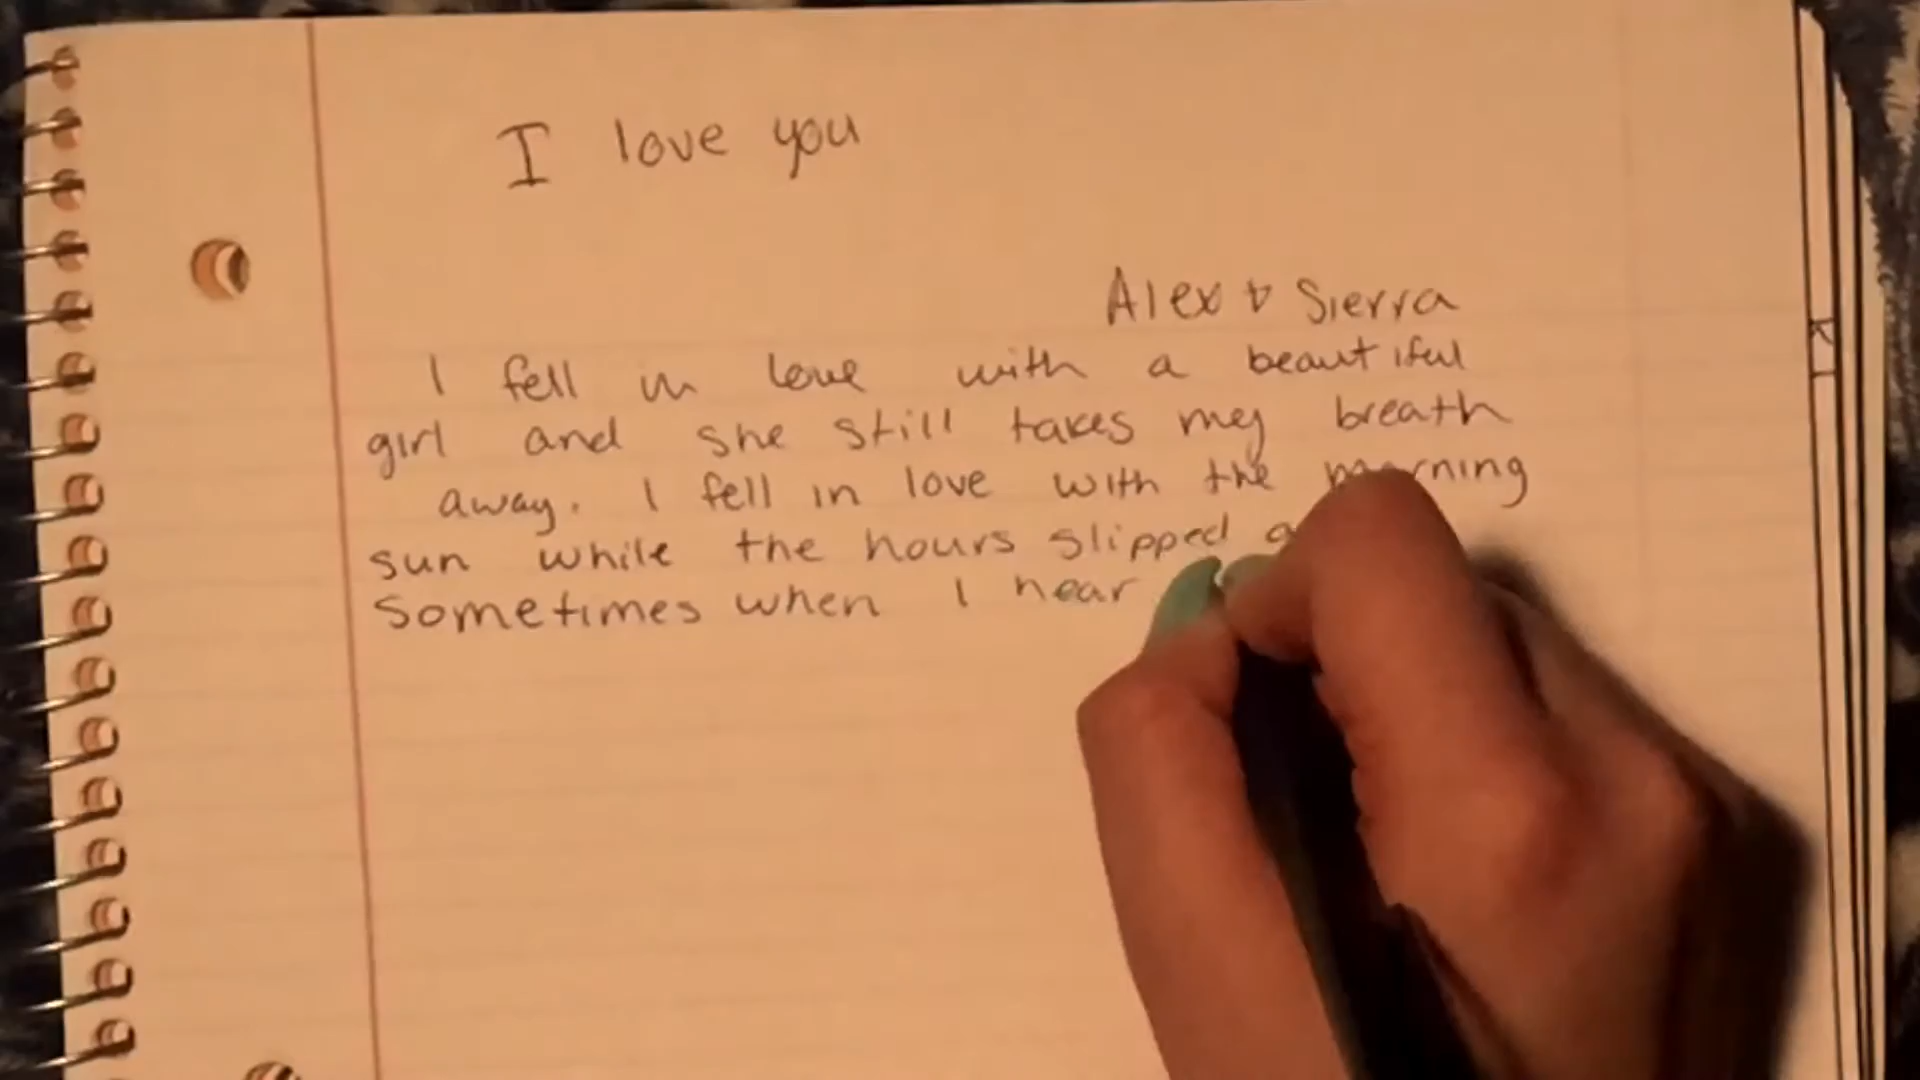 I love you
Alex & Sierra
I fell in love with a beautiful
girl and she still takes my breath
away. I fell in love with the morning
sun while the hours slipped
Sometimes when I hear